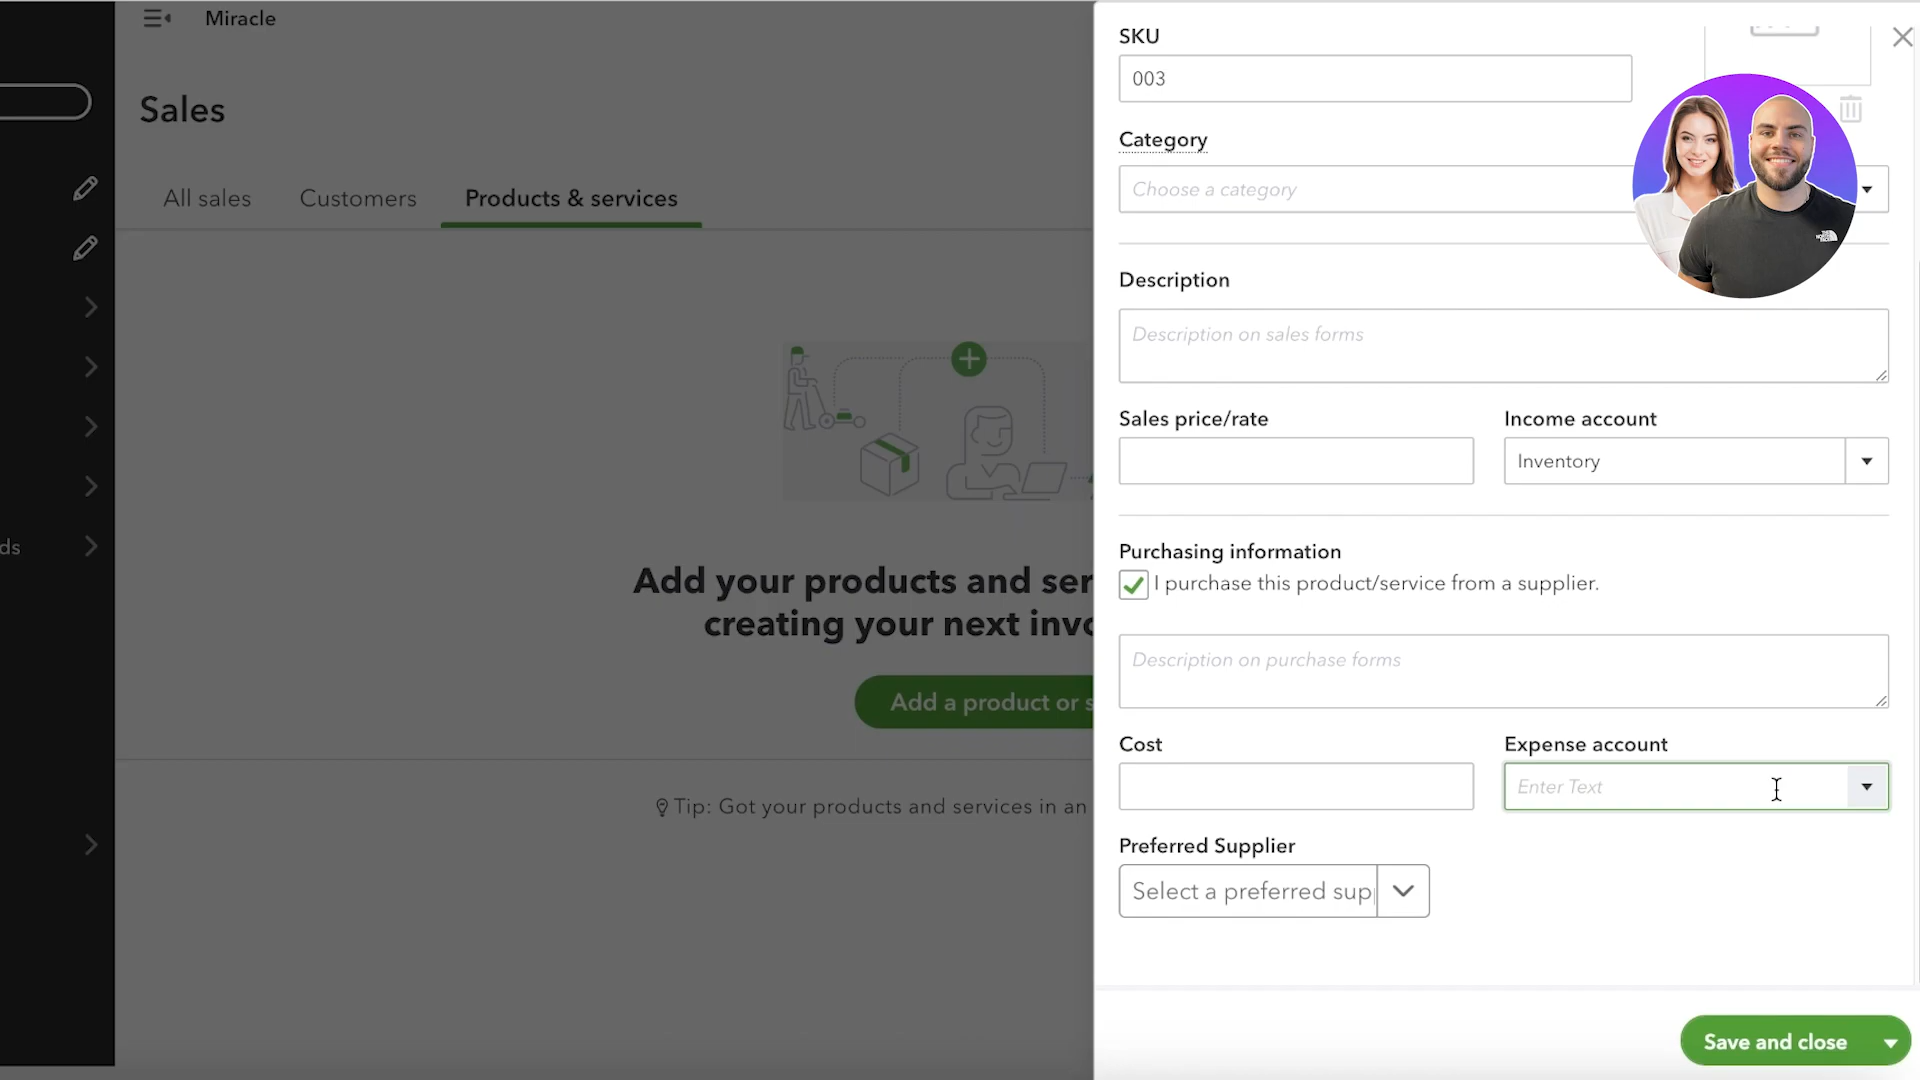 Miracle
Sales
All sales
Customers
Products & services
ds
Add your products and ser
creating your next invo
Add a product or s
Tip: Got your products and services in an
SKU
003
Category
Choose a category
Description
Description on sales forms
Sales price/rate
Income account
Inventory
Purchasing information
I purchase this product/service from a supplier.
Description on purchase forms
Cost
Expense account
Enter Text
Preferred Supplier
Select a preferred sup
Save and close